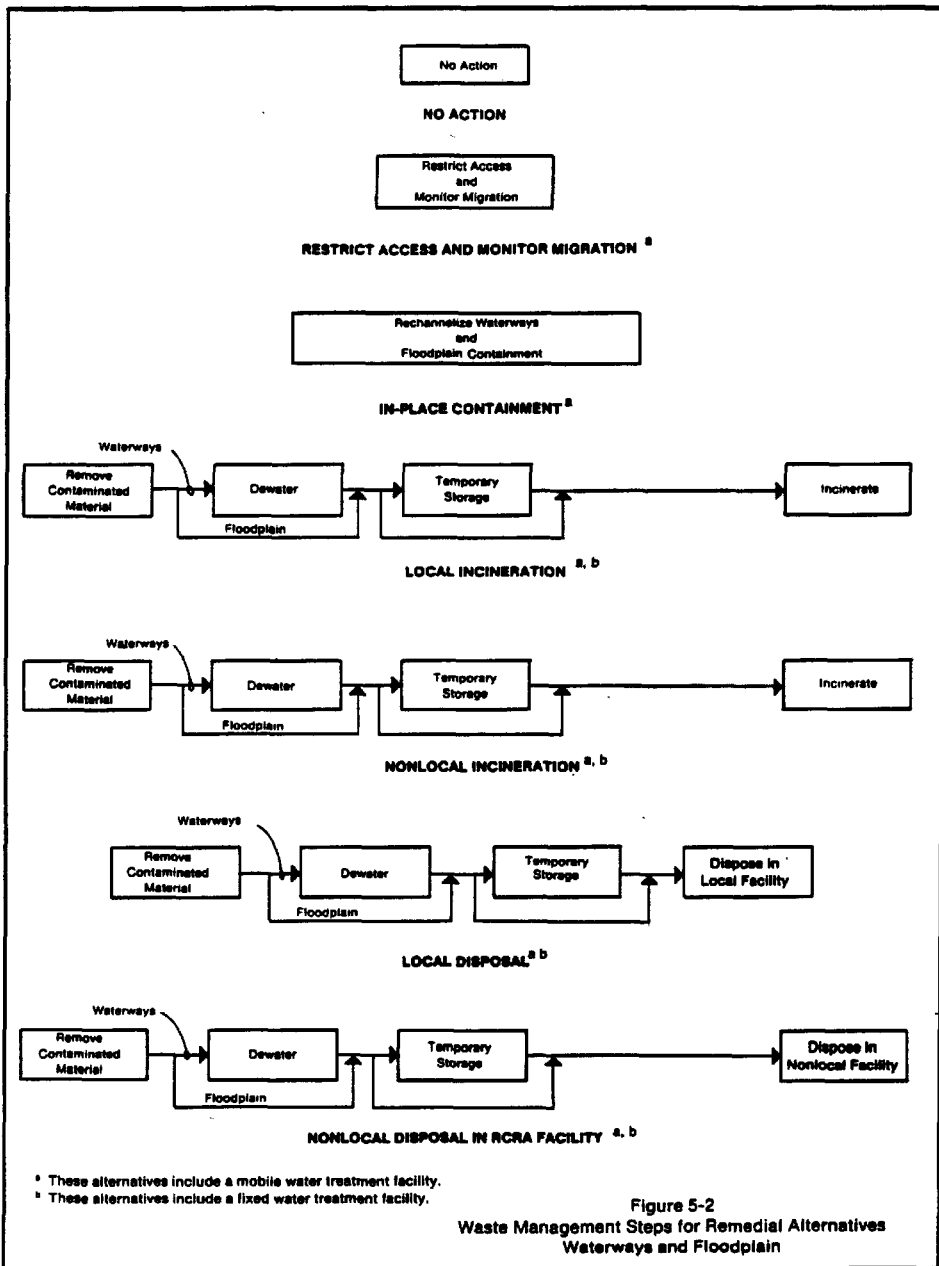 No Action
NO ACTION
Restrict Access
and
Monitor Migration
RESTRICT ACCESS AND MONITOR MIGRATION a
Rechannelize Waterways
and
Floodplain Containment
IN-PLACE CONTAINMENT a
Waterways
Remove
Contaminated
Material
Dewater
Temporary
Storage
Incinerate
Floodplain
LOCAL INCINERATION a, b
Waterways
Remove
Contaminated
Material
Dewater
Temporary
Storage
Incinerate
Floodplain
NONLOCAL INCINERATION a, b
Waterways
Remove
Contaminated
Material
Dewater
Temporary
Storage
Dispose in
Local Facility
Floodplain
LOCAL DISPOSAL a b
Waterways
Remove
Contaminated
Material
Dewater
Temporary
Storage
Dispose in
Nonlocal Facility
Floodplain
NONLOCAL DISPOSAL IN RCRA FACILITY a, b
a These alternatives include a mobile water treatment facility.
b These alternatives include a fixed water treatment facility.
Figure 5-2
Waste Management Steps for Remedial Alternatives
Waterways and Floodplain